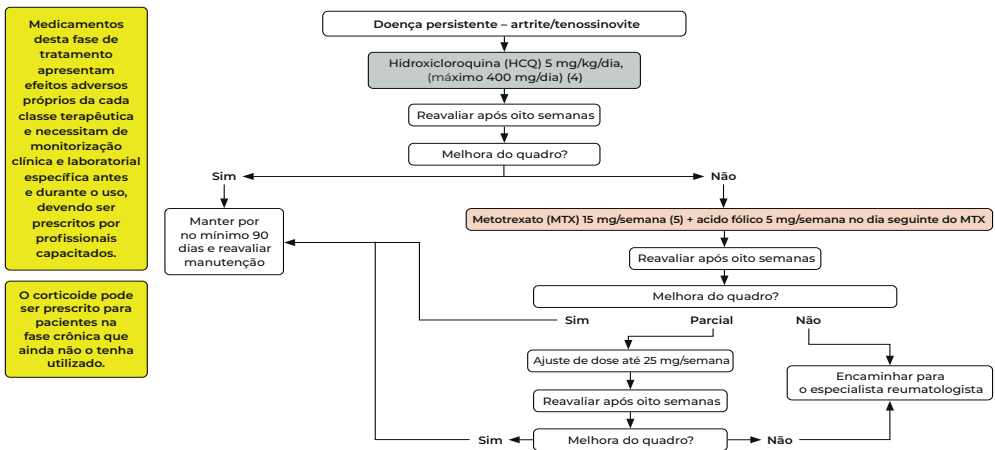 Medicamentos
desta fase de
tratamento
apresentam
efeitos adversos
próprios da cada
classe terapêutica
e necessitam de
monitorização
clínica e laboratorial
específica antes
e durante o uso,
devendo ser
prescritos por
profissionais
capacitados.
O corticoide pode
ser prescrito para
pacientes na
fase crônica que
ainda não o tenha
utilizado.
Doença persistente – artrite/tenossinovite
Hidroxicloroquina (HCQ) 5 mg/kg/dia,
(máximo 400 mg/dia) (4)
Reavaliar após oito semanas
Melhora do quadro?
Sim
Não
Manter por
no mínimo 90
dias e reavaliar
manutenção
Metotrexato (MTX) 15 mg/semana (5) + acido fólico 5 mg/semana no dia seguinte do MTX
Reavaliar após oito semanas
Melhora do quadro?
Sim
Parcial
Não
Ajuste de dose até 25 mg/semana
Reavaliar após oito semanas
Encaminhar para
o especialista reumatologista
Sim
Melhora do quadro?
Não